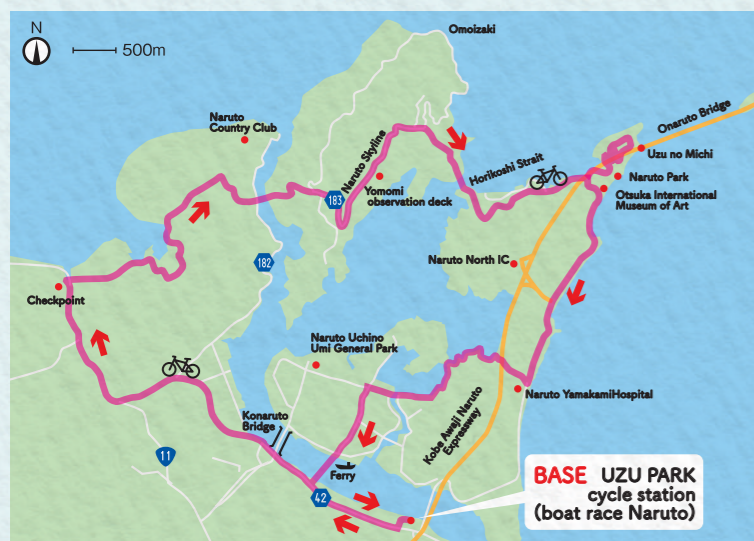 N
500m
Omoizaki
Naruto
Country Club
Naruto Skyline
Horikoshi Strait
Onaruto Bridge
Uzu no Michi
Naruto Park
Otsuka International
Museum of Art
183
Yomomi
observation deck
182
Naruto North IC
Checkpoint
Naruto Uchino
Umi General Park
Naruto YamakamiHospital
Konaruto
Bridge
Kobe Awaji Naruto
Expressway
11
Ferry
42
BASE UZU PARK
cycle station
(boat race Naruto)